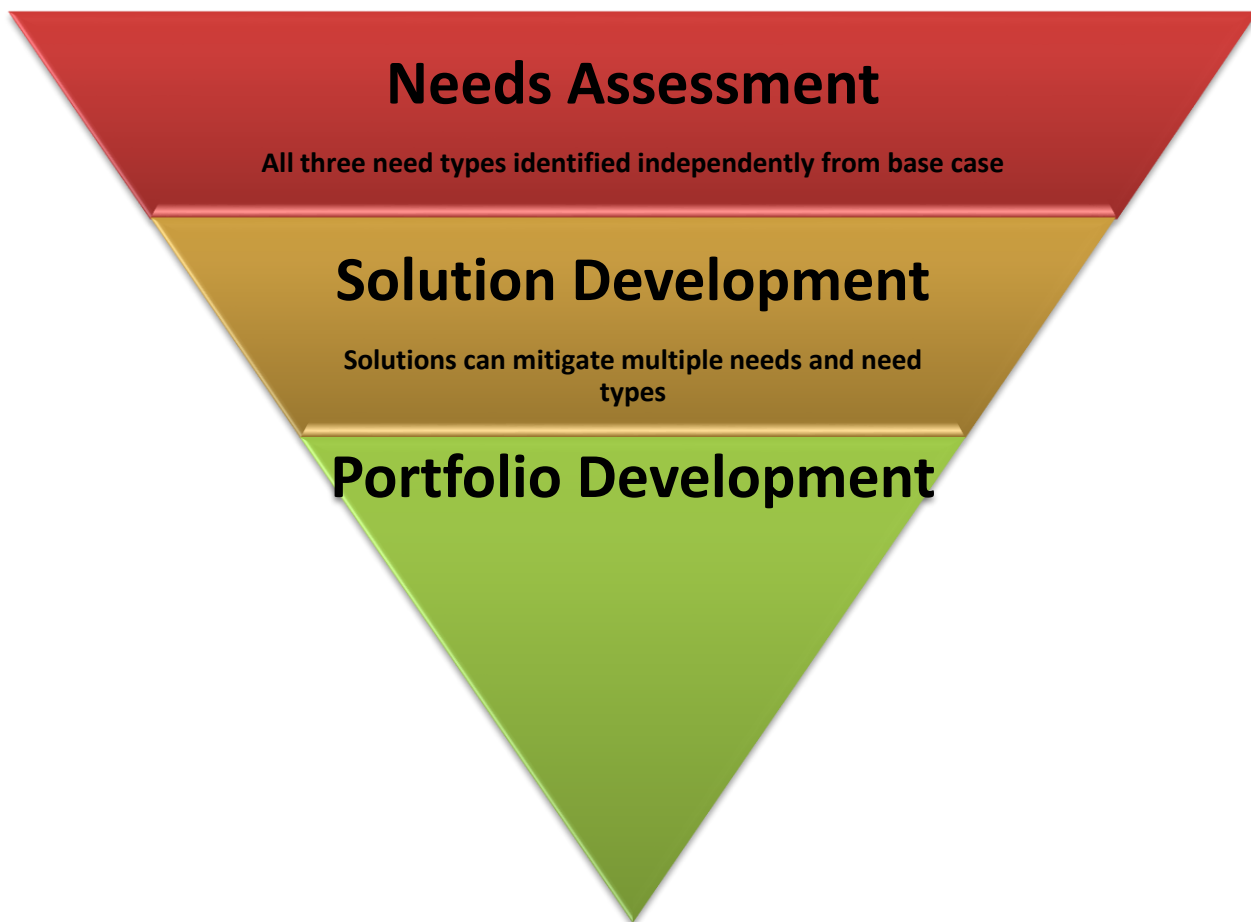 Needs Assessment
All three need types identified independently from base case
Solution Development
Solutions can mitigate multiple needs and need
types
Portfolio Development